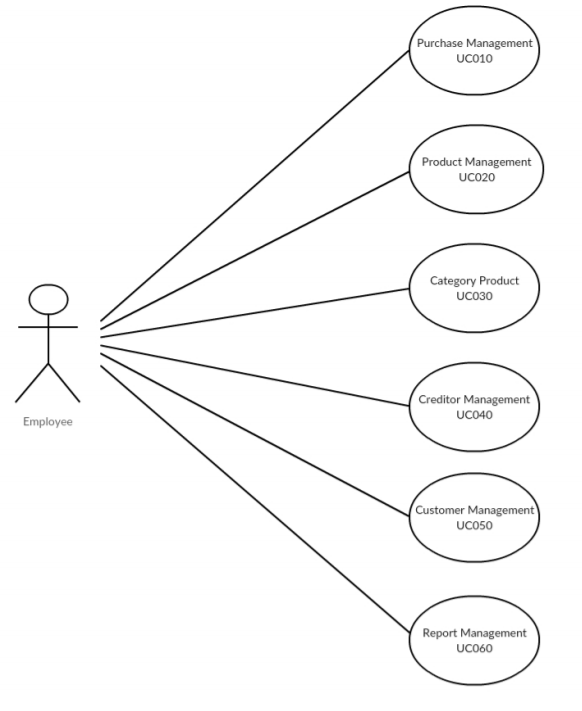 Purchase Management
UC010
Product Management
UC020
Category Product
UC030
Creditor Management
UC040
Employee
Customer Management
UC050
Report Management
UC060